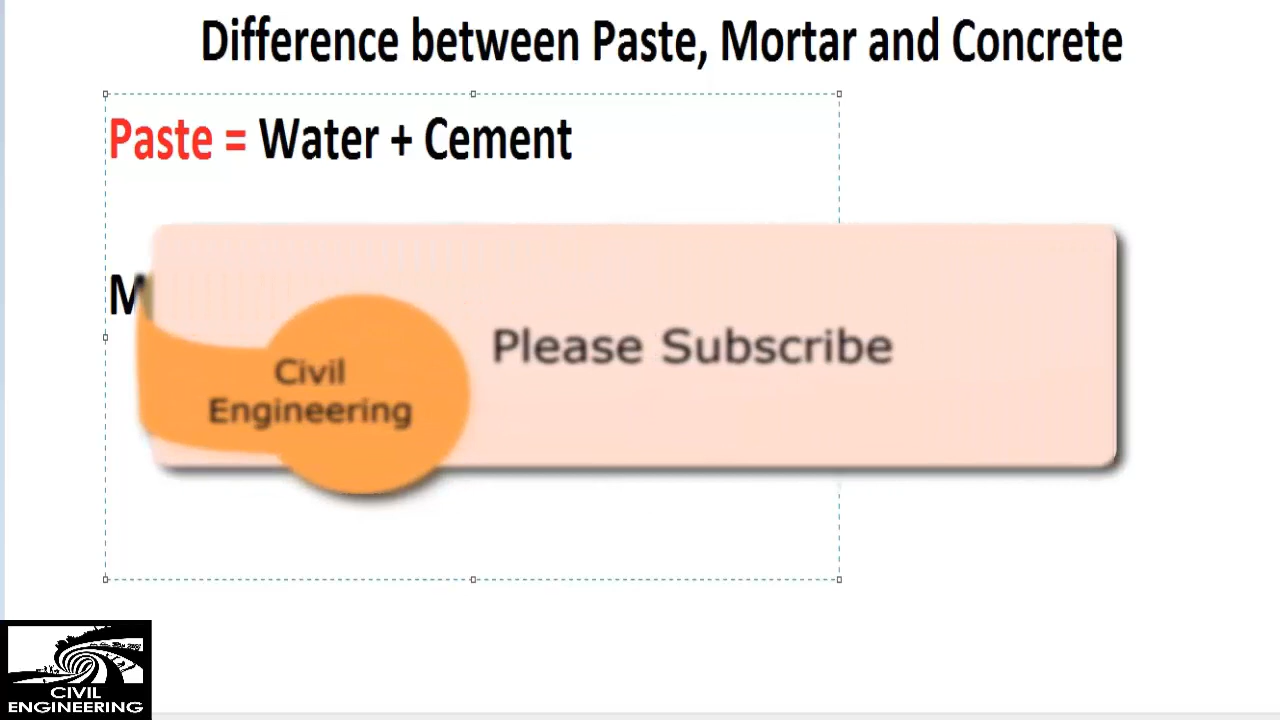 Difference between Paste, Mortar and Concrete
Paste = Water + Cement
M
Please Subscribe
Civil
Engineering
CIVIL
ENGINEERING